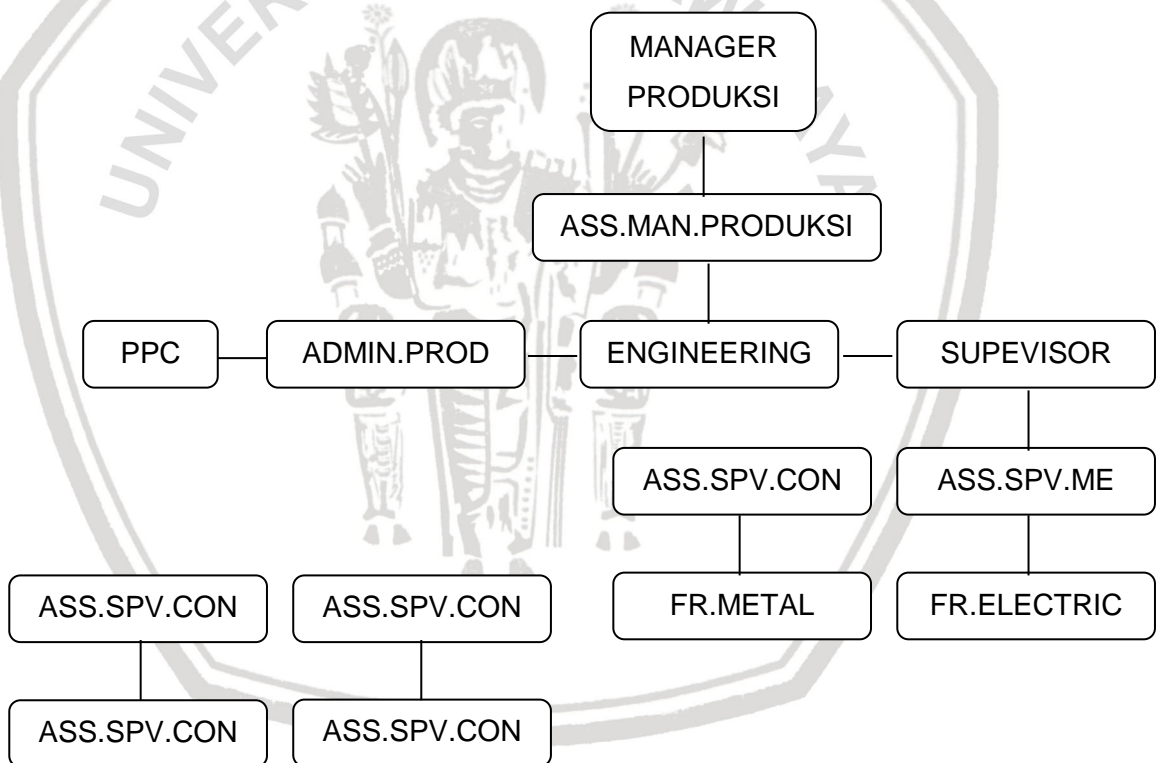 MANAGER
PRODUKSI
ASS.MAN.PRODUKSI
PPC
ADMIN.PROD
ENGINEERING
SUPEVISOR
ASS.SPV.CON
ASS.SPV.ME
ASS.SPV.CON
ASS.SPV.CON
FR.METAL
FR.ELECTRIC
ASS.SPV.CON
ASS.SPV.CON